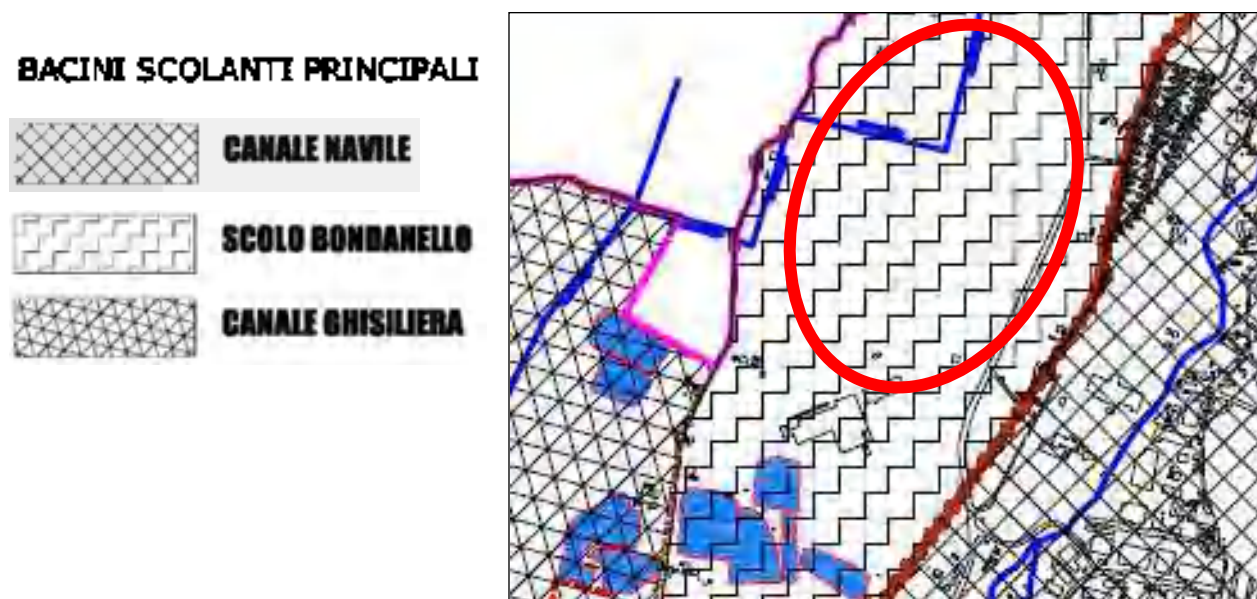 BACINI SCOLANTI PRINCIPALI
CANALE NAVILE
SCOLO BONDANELLO
CANALE GHISILIERA